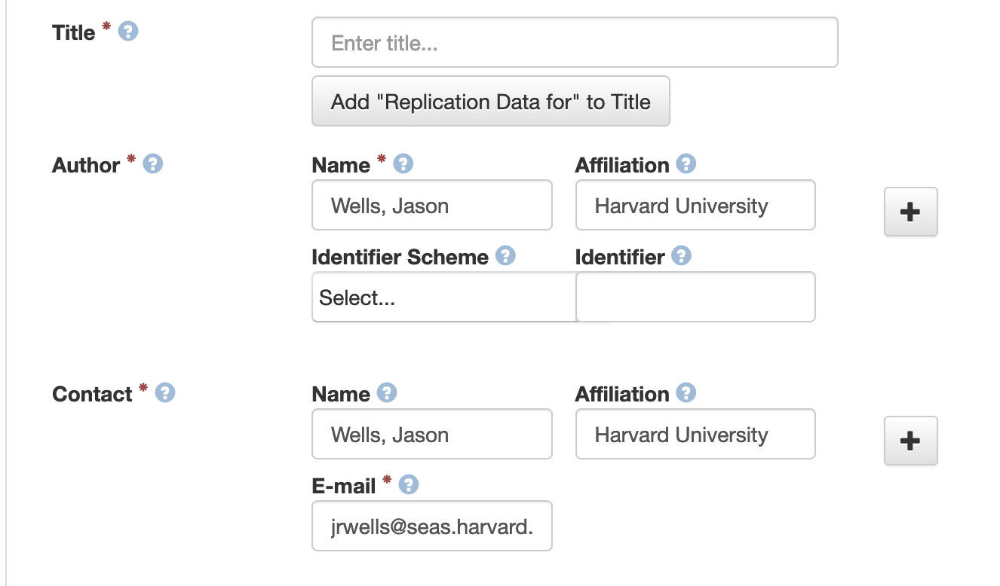 Title * ?
Enter title...
Add "Replication Data for" to Title
Author * ?
Name * ? Affiliation ?
Wells, Jason Harvard University
+
Identifier Scheme ? Identifier ?
Select...
Contact * ?
Name ? Affiliation ?
Wells, Jason Harvard University
+
E-mail * ?
jrwells@seas.harvard.